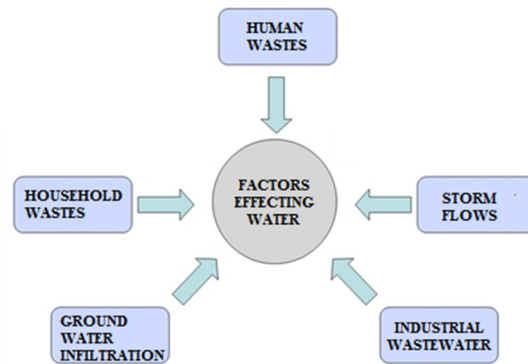 HUMAN
WASTES
HOUSEHOLD
WASTES
FACTORS
EFFECTING
WATER
STORM
FLOWS
GROUND
WATER
INFILTRATION
INDUSTRIAL
WASTEWATER